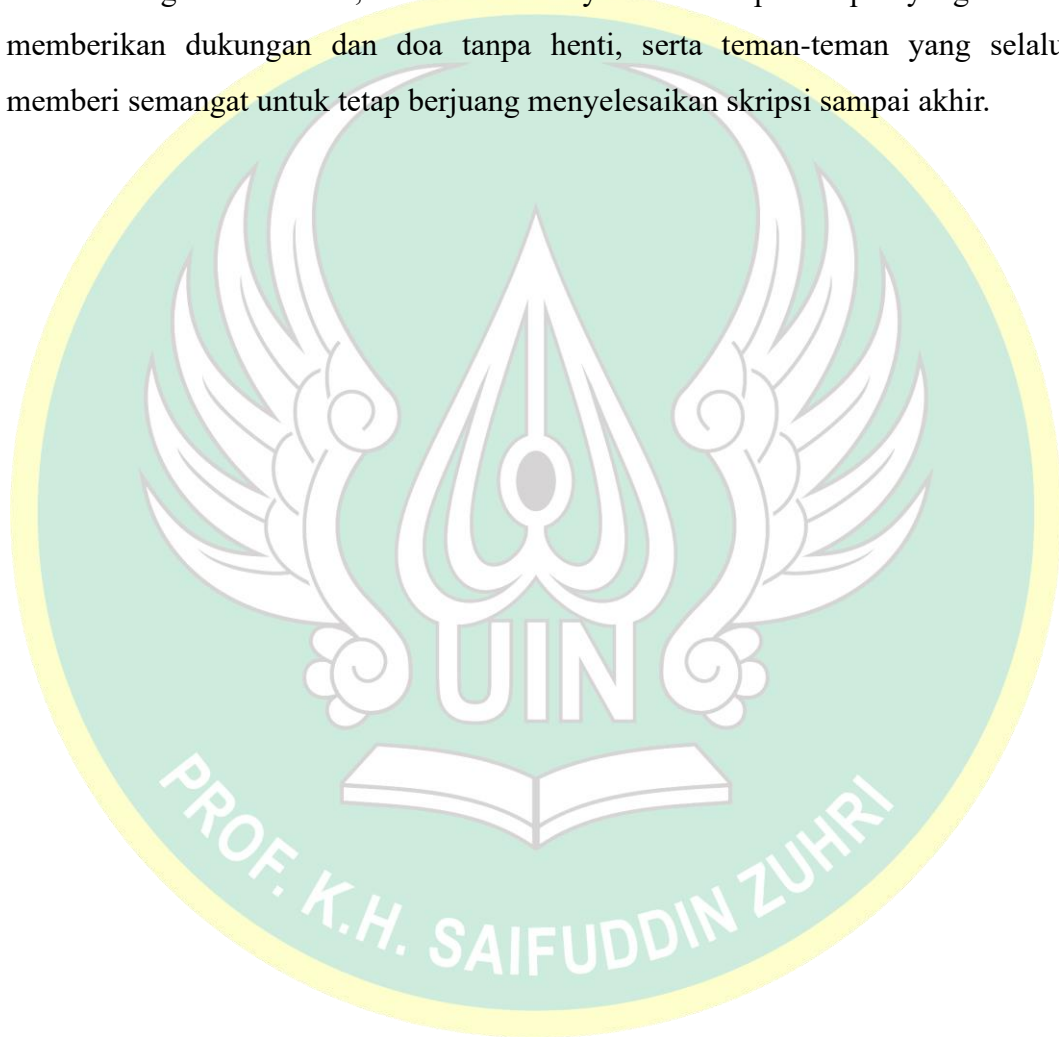 memberikan dukungan dan doa tanpa henti, serta teman-teman yang selalu
memberi semangat untuk tetap berjuang menyelesaikan skripsi sampai akhir.
UIN
PROF. K.H. SAIFUDDIN ZUHRI